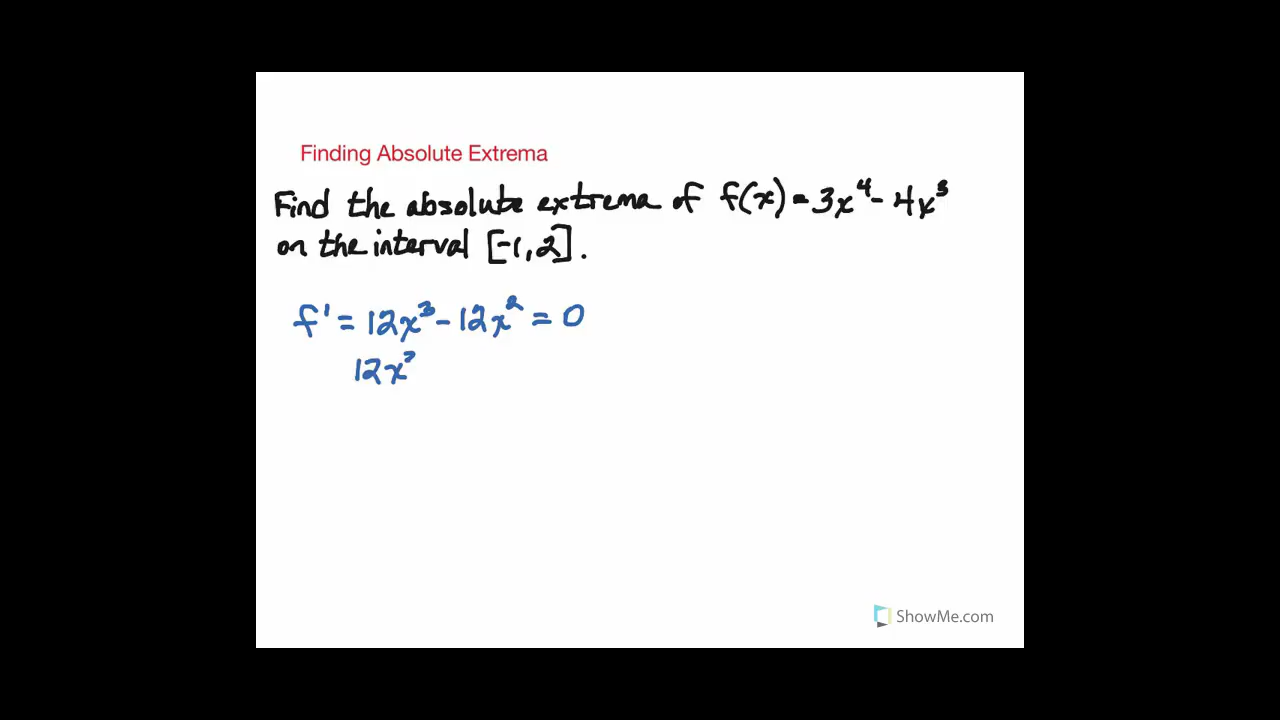 Finding Absolute Extrema
Find the absolute extrema of f(x) = 3x⁴ - 4x³
on the interval [-1, 2].
f' = 12x³ - 12x² = 0
12x²
ShowMe.com